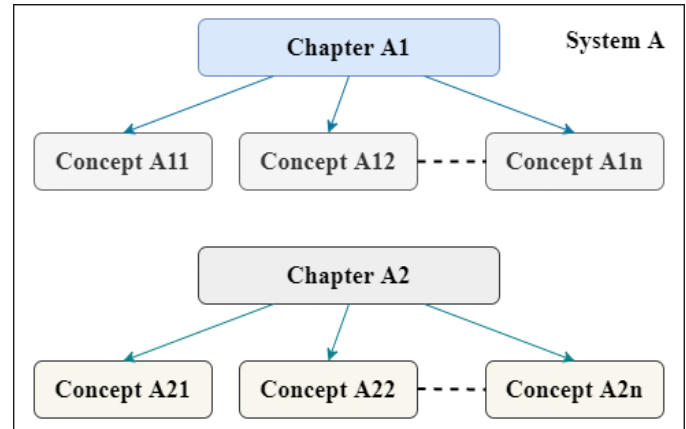 Chapter A1
System A
Concept A11
Concept A12
Concept A1n
Chapter A2
Concept A21
Concept A22
Concept A2n